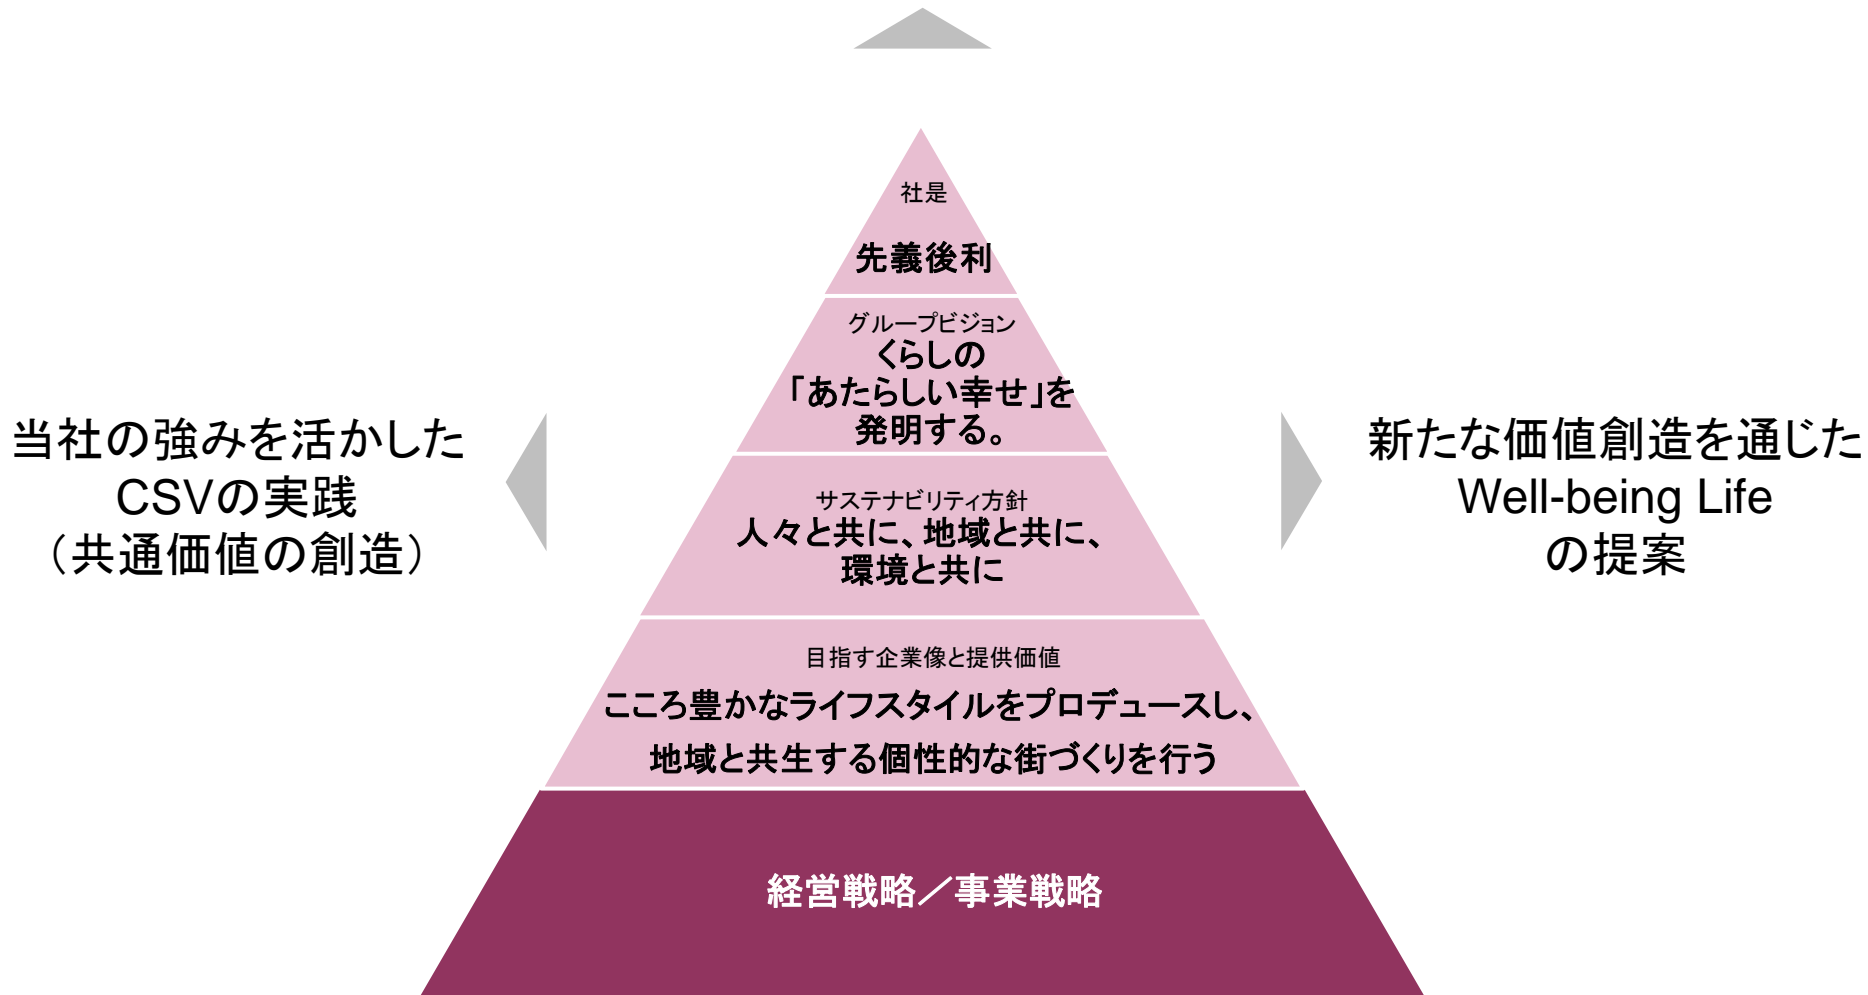 社是
先義後利
グループビジョン
くらしの
「あたらしい幸せ」を
発明する。
当社の強みを活かした
CSVの実践
（共通価値の創造）
サステナビリティ方針
人々と共に、地域と共に、
環境と共に
新たな価値創造を通じた
Well-being Life
の提案
目指す企業像と提供価値
こころ豊かなライフスタイルをプロデュースし、
地域と共生する個性的な街づくりを行う
経営戦略／事業戦略